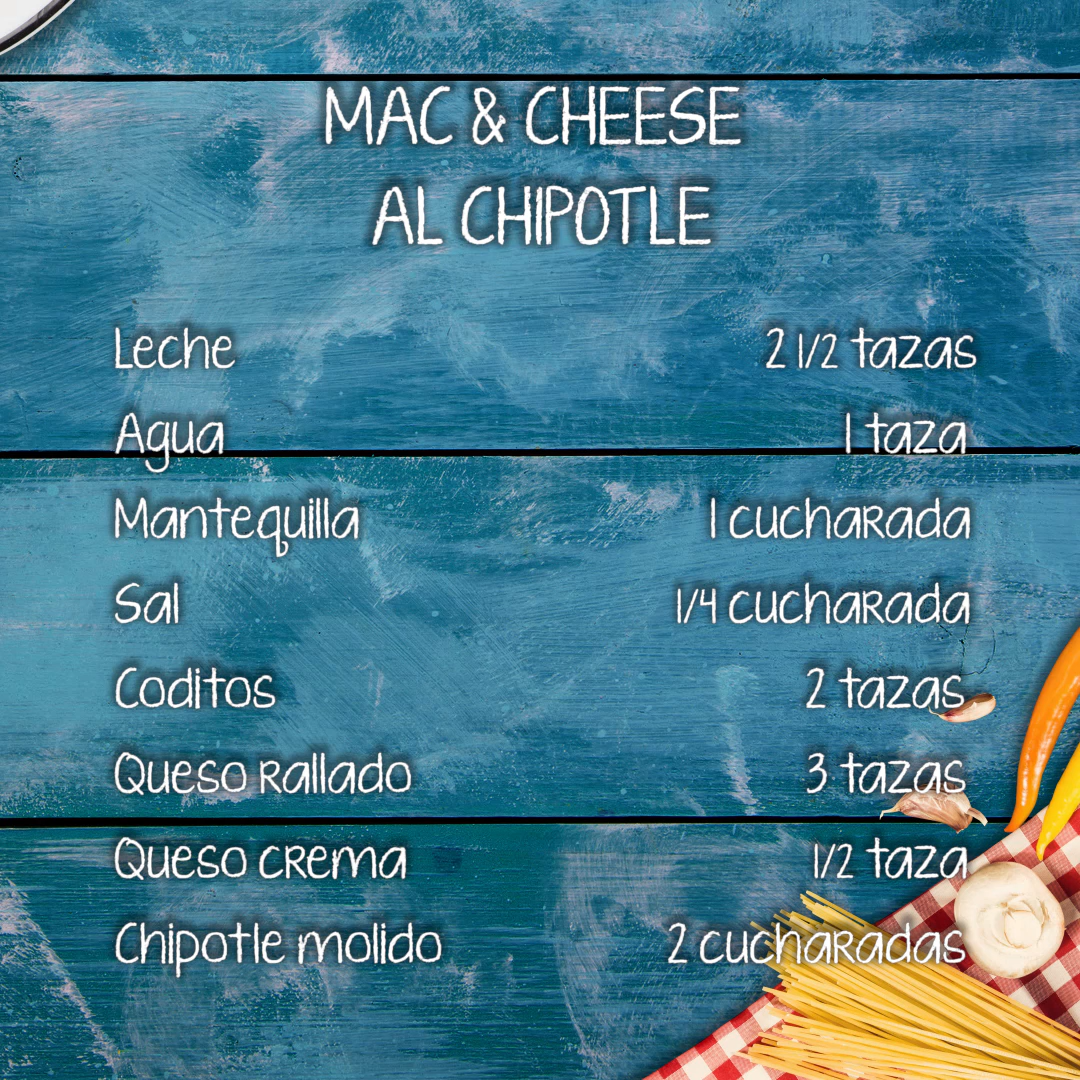 MAC & CHEESE
AL CHIPOTLE
Leche 2 1/2 tazas
Agua 1 taza
Mantequilla 1 cucharada
Sal 1/4 cucharada
Coditos 2 tazas
Queso rallado 3 tazas
Queso crema 1/2 taza
Chipotle molido 2 cucharadas